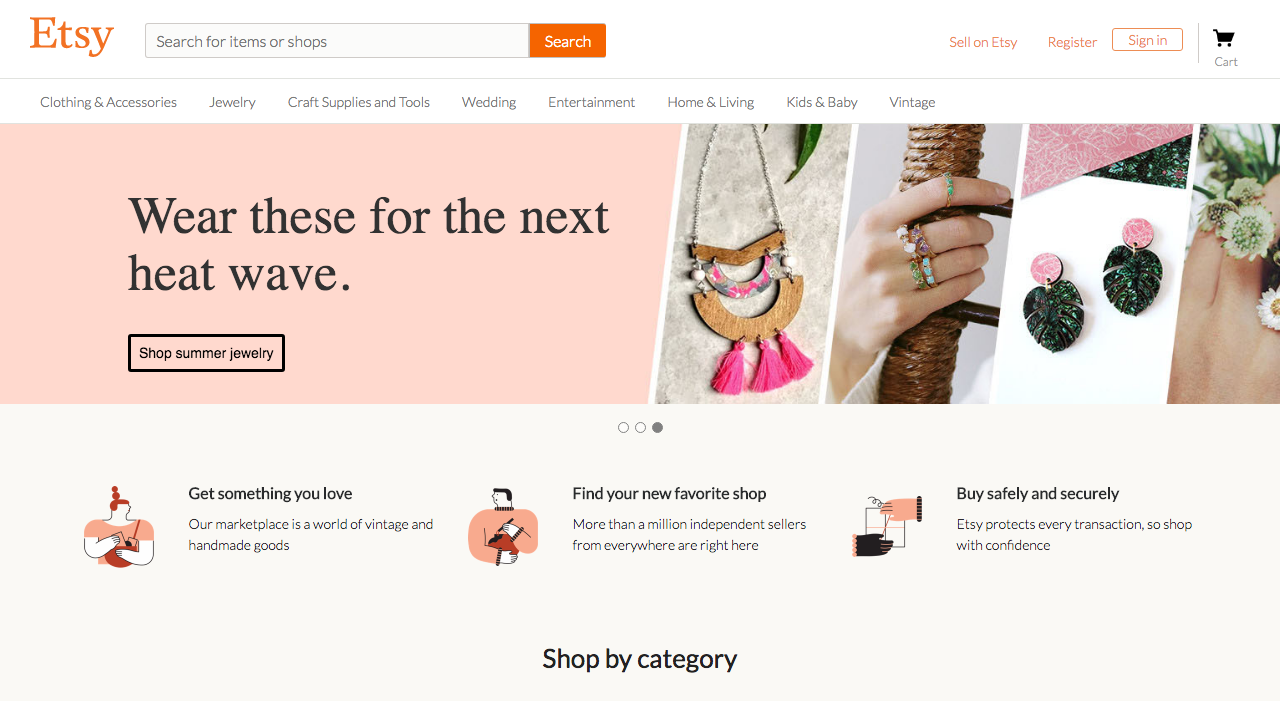 Etsy
Search for items or shops
Search
Sell on Etsy
Register
Sign in
Cart
Clothing & Accessories
Jewelry
Craft Supplies and Tools
Wedding
Entertainment
Home & Living
Kids & Baby
Vintage
Wear these for the next
heat wave.
Shop summer jewelry
Get something you love
Our marketplace is a world of vintage and
handmade goods
Find your new favorite shop
More than a million independent sellers
from everywhere are right here
Buy safely and securely
Etsy protects every transaction, so shop
with confidence
Shop by category